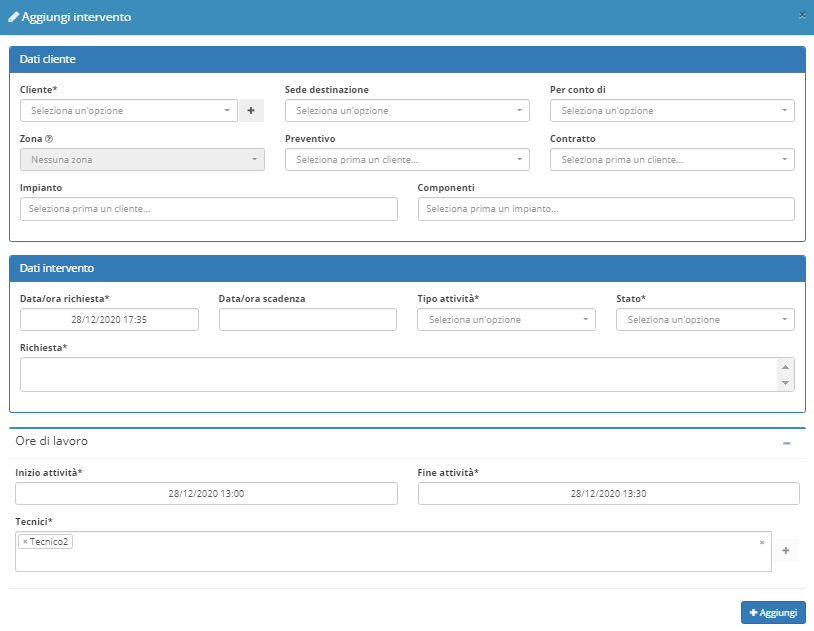 Aggiungi intervento
Dati cliente
Cliente* Sede destinazione Per conto di
Seleziona un'opzione Seleziona un'opzione Seleziona un'opzione
Zona Preventivo Contratto
Nessuna zona Seleziona prima un cliente... Seleziona prima un cliente...
Impianto Componenti
Seleziona prima un cliente... Seleziona prima un impianto...
Dati intervento
Data/ora richiesta* Data/ora scadenza Tipo attività* Stato*
28/12/2020 17:35 Seleziona un'opzione Seleziona un'opzione
Richiesta*
Ore di lavoro
Inizio attività* Fine attività*
28/12/2020 13:00 28/12/2020 13:30
Tecnici*
× Tecnico2 ×
Aggiungi